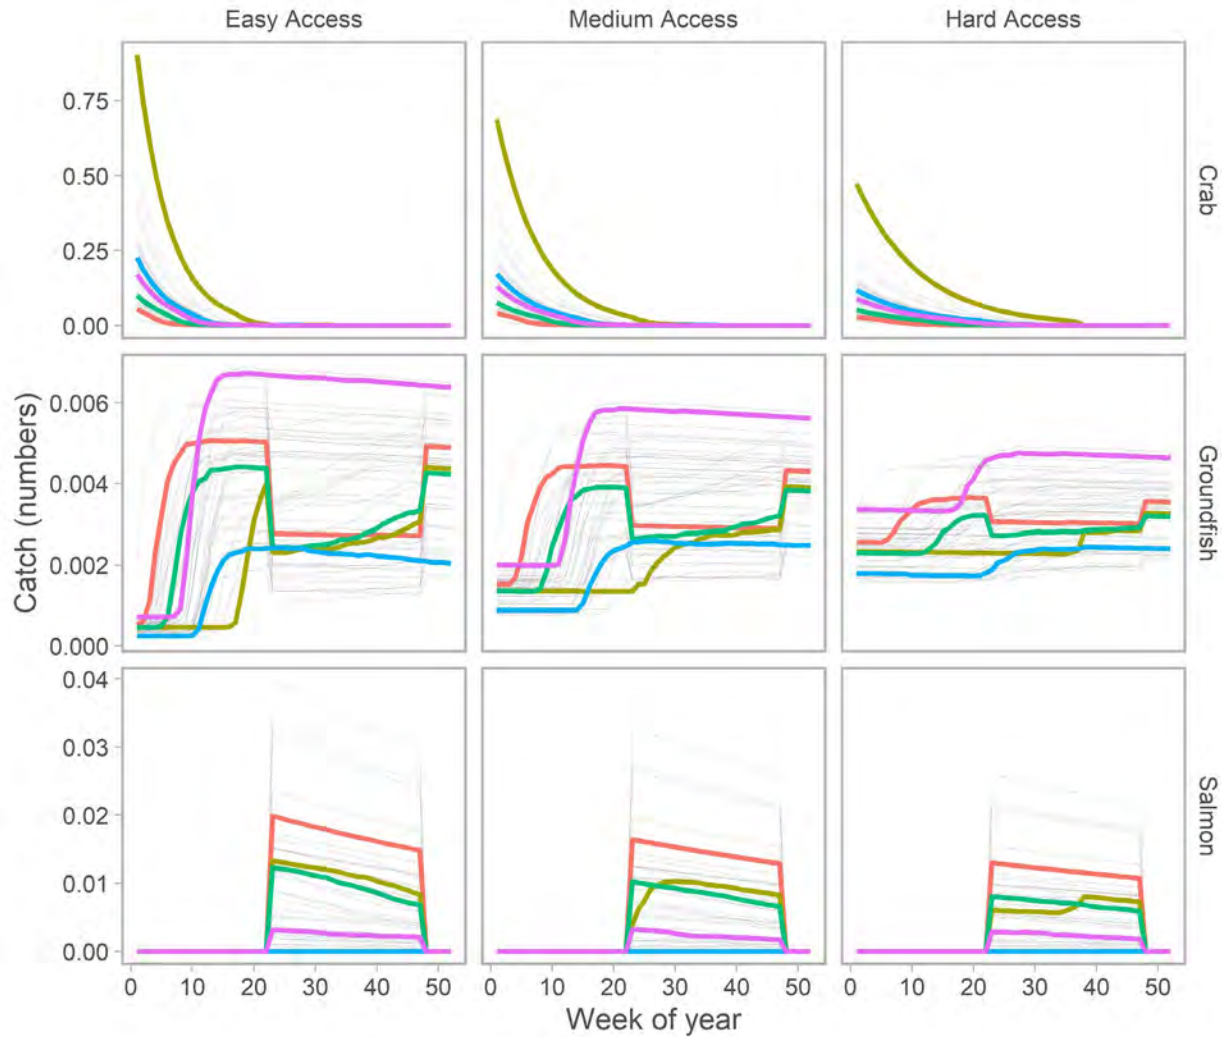 Easy Access Medium Access Hard Access
0.75
0.50
0.25
0.00
Crab
Catch (numbers)
0.006
0.004
0.002
0.000
Groundfish
0.04
0.03
0.02
0.01
0.00
Salmon
0 10 20 30 40 50 0 10 20 30 40 50 0 10 20 30 40 50
Week of year